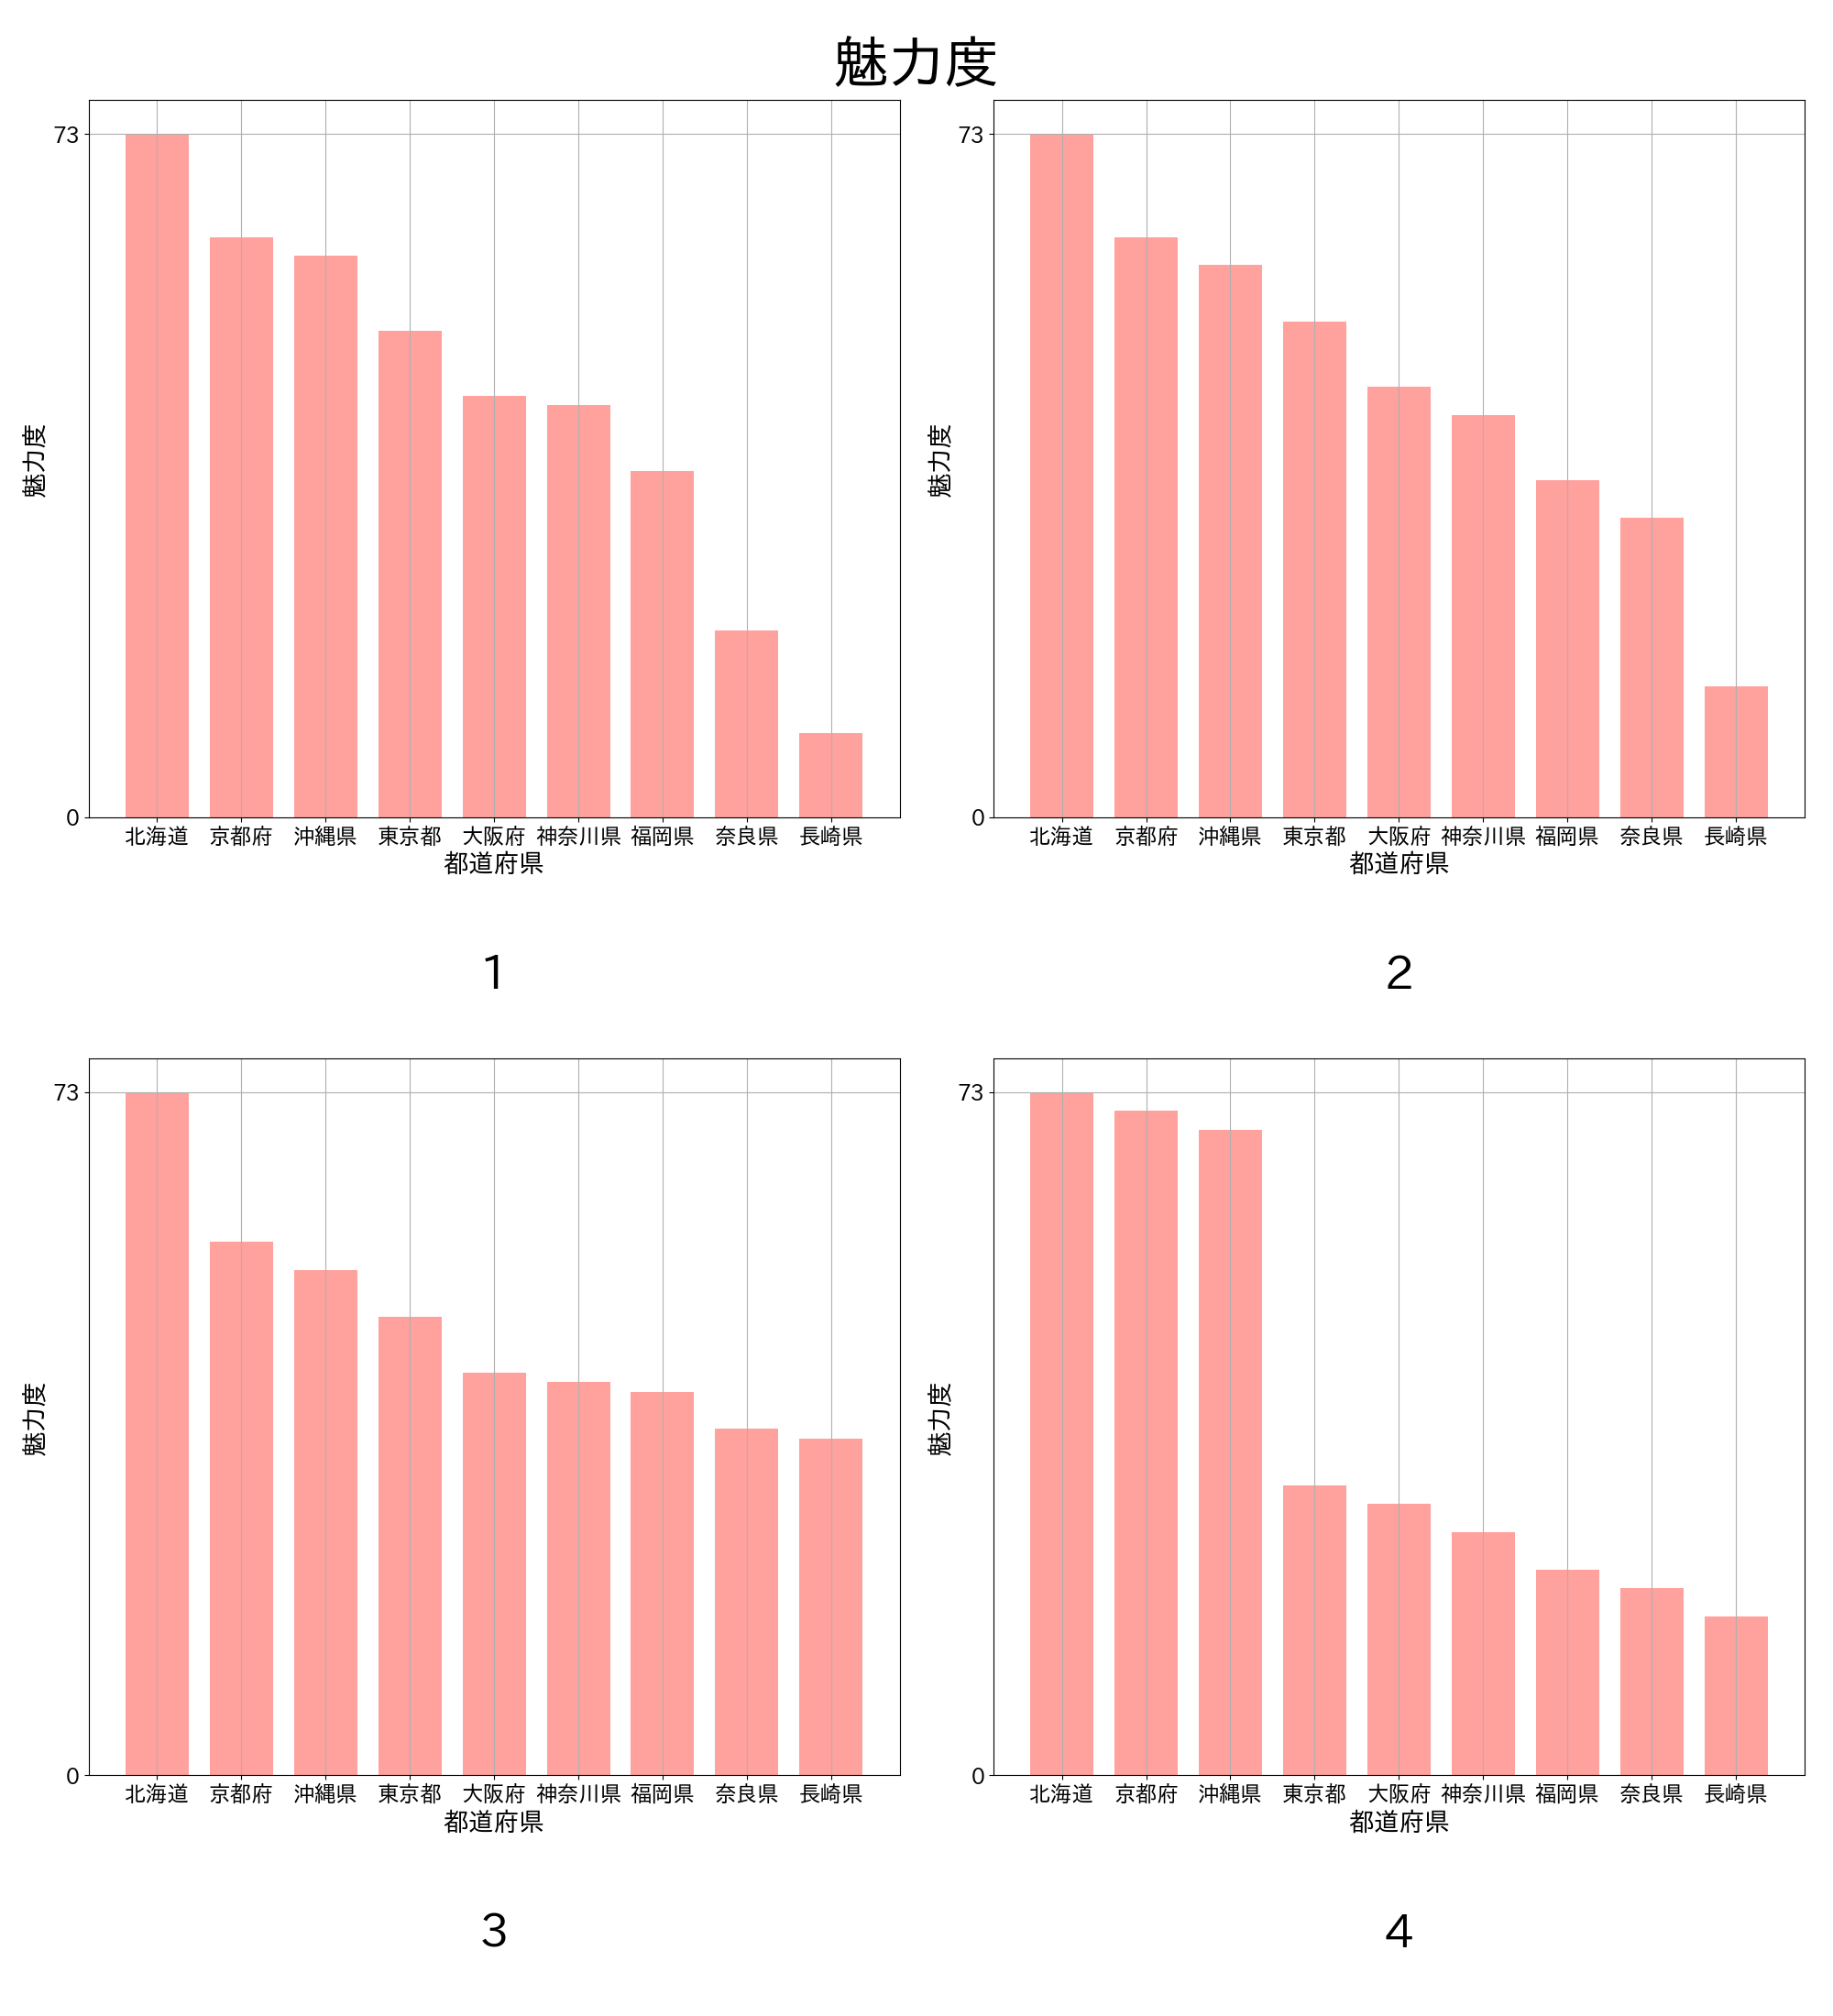 魅力度
73
魅力度
0
北海道 京都府 沖縄県 東京都 大阪府 神奈川県 福岡県 奈良県 長崎県
都道府県
1
73
魅力度
0
北海道 京都府 沖縄県 東京都 大阪府 神奈川県 福岡県 奈良県 長崎県
都道府県
2
73
魅力度
0
北海道 京都府 沖縄県 東京都 大阪府 神奈川県 福岡県 奈良県 長崎県
都道府県
3
73
魅力度
0
北海道 京都府 沖縄県 東京都 大阪府 神奈川県 福岡県 奈良県 長崎県
都道府県
4